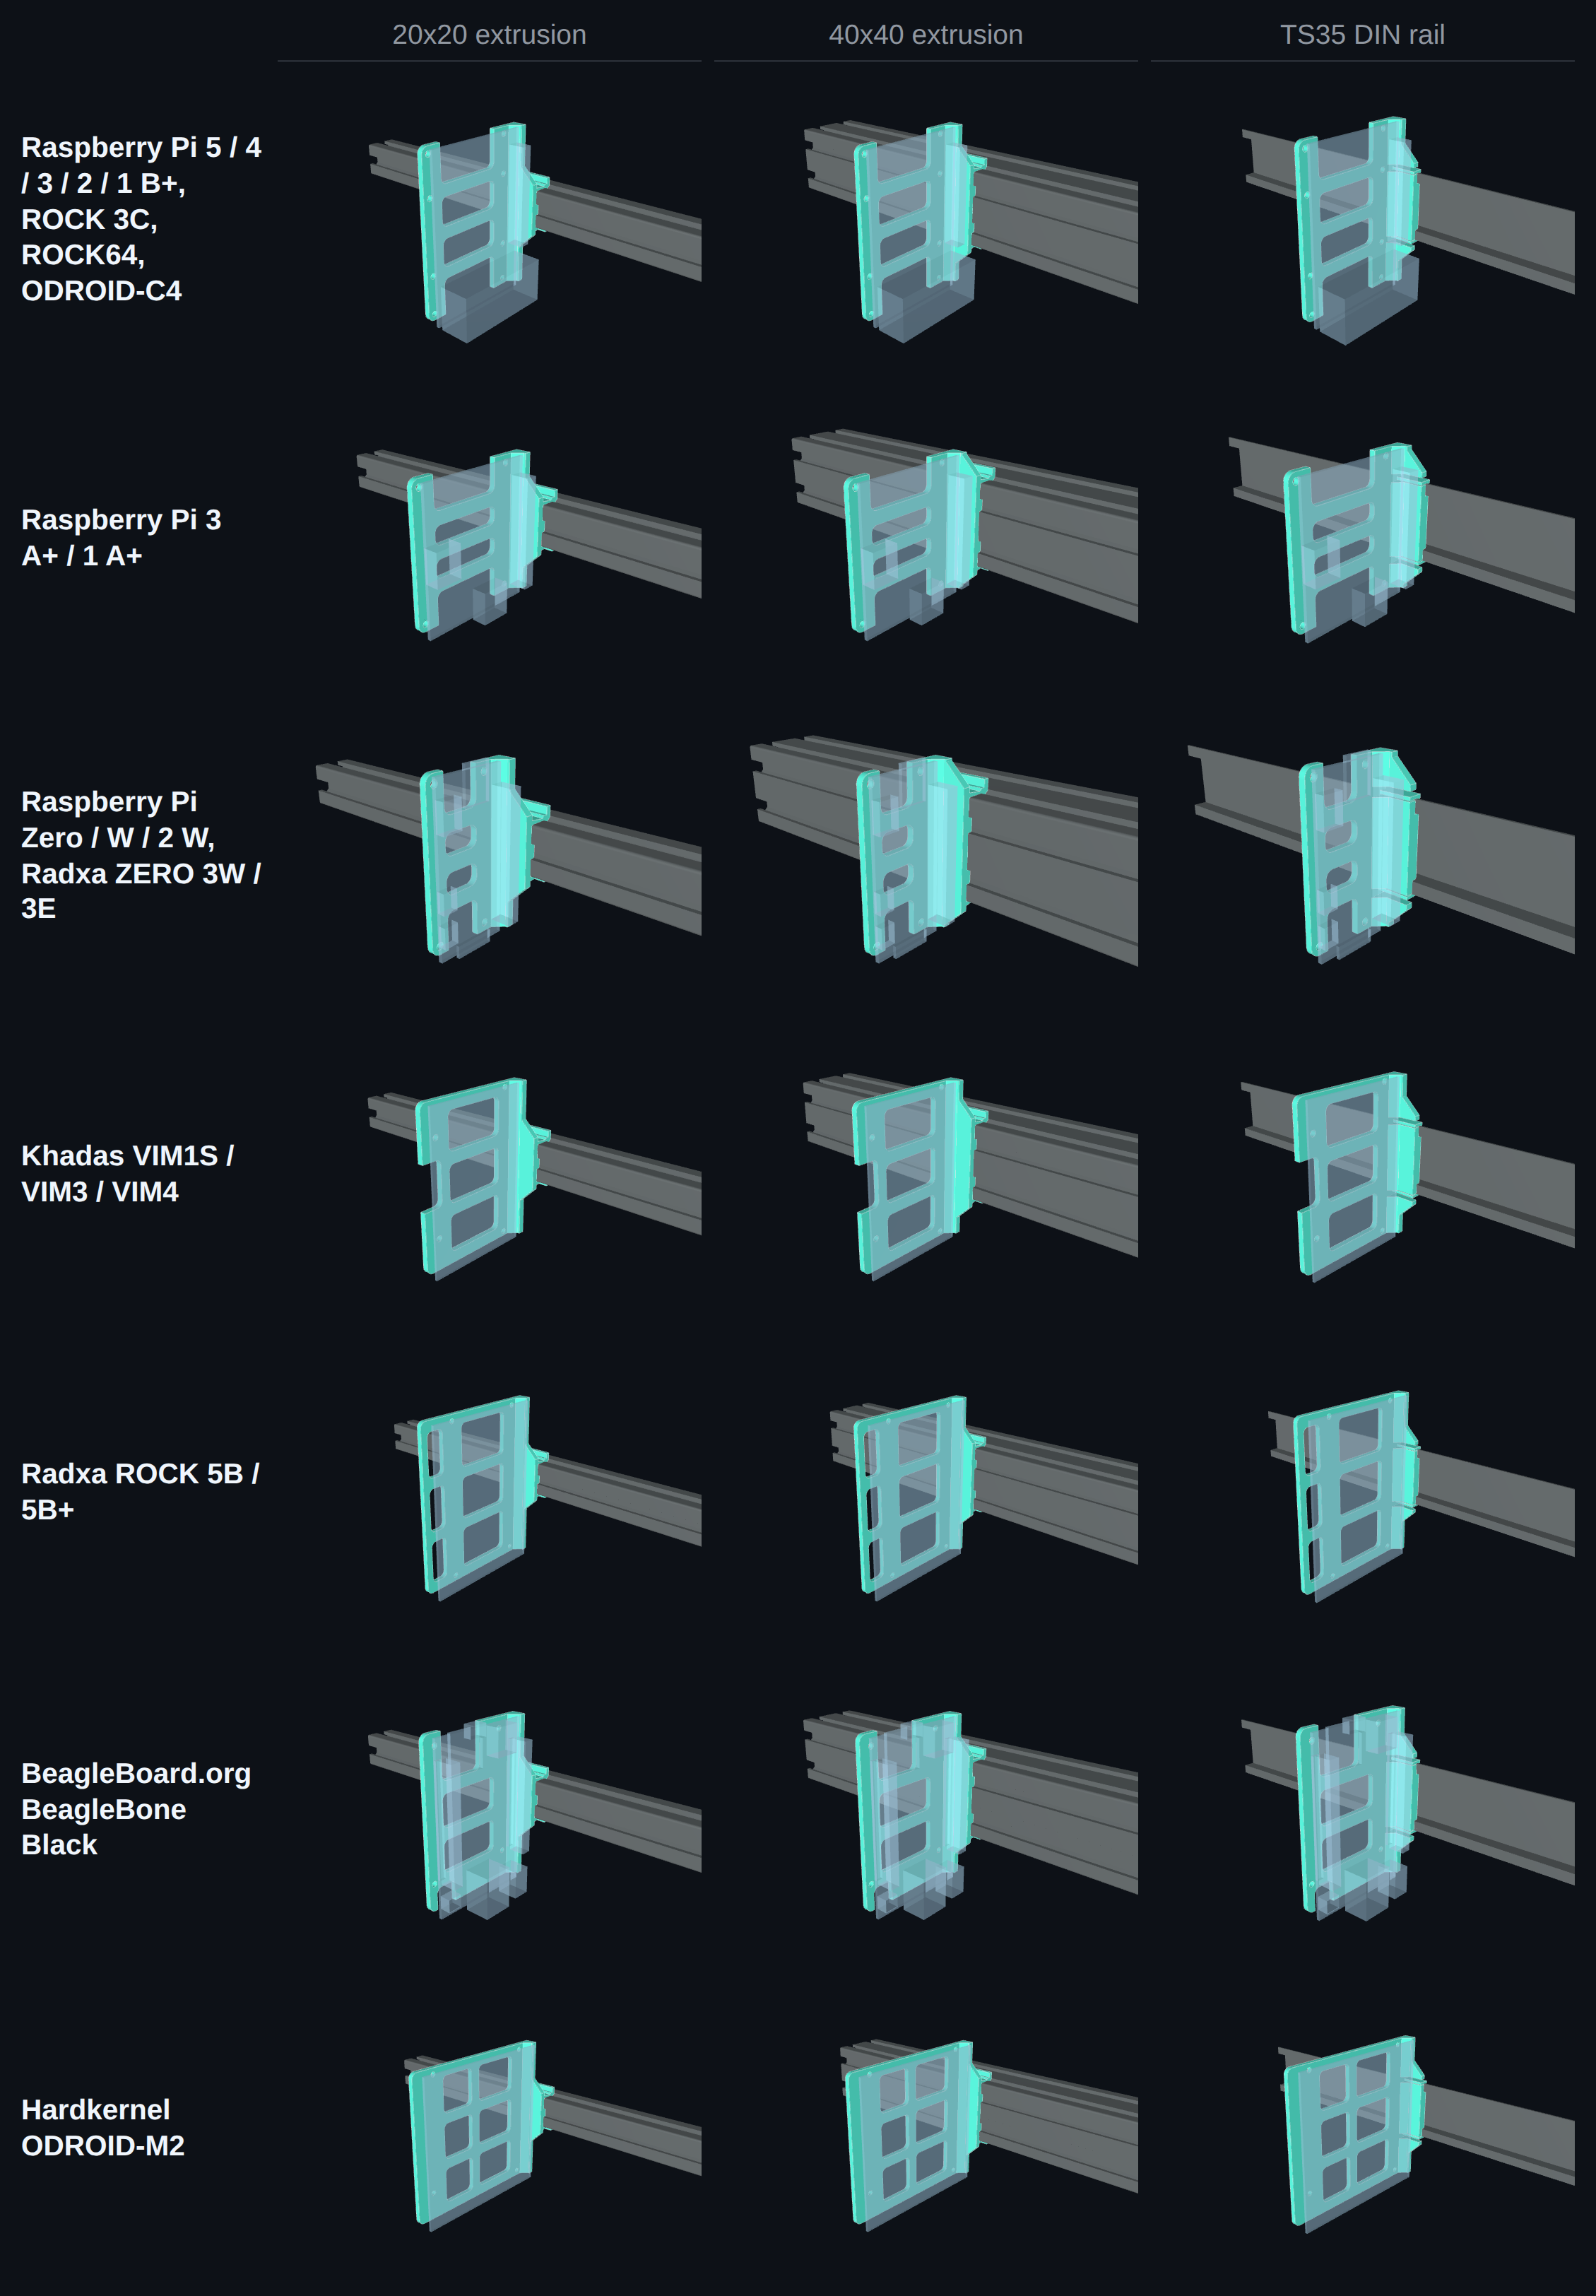 20x20 extrusion
40x40 extrusion
TS35 DIN rail
Raspberry Pi 5 / 4
/ 3 / 2 / 1 B+,
ROCK 3C,
ROCK64,
ODROID-C4
Raspberry Pi 3
A+ / 1 A+
Raspberry Pi
Zero / W / 2 W,
Radxa ZERO 3W /
3E
Khadas VIM1S /
VIM3 / VIM4
Radxa ROCK 5B /
5B+
BeagleBoard.org
BeagleBone
Black
Hardkernel
ODROID-M2